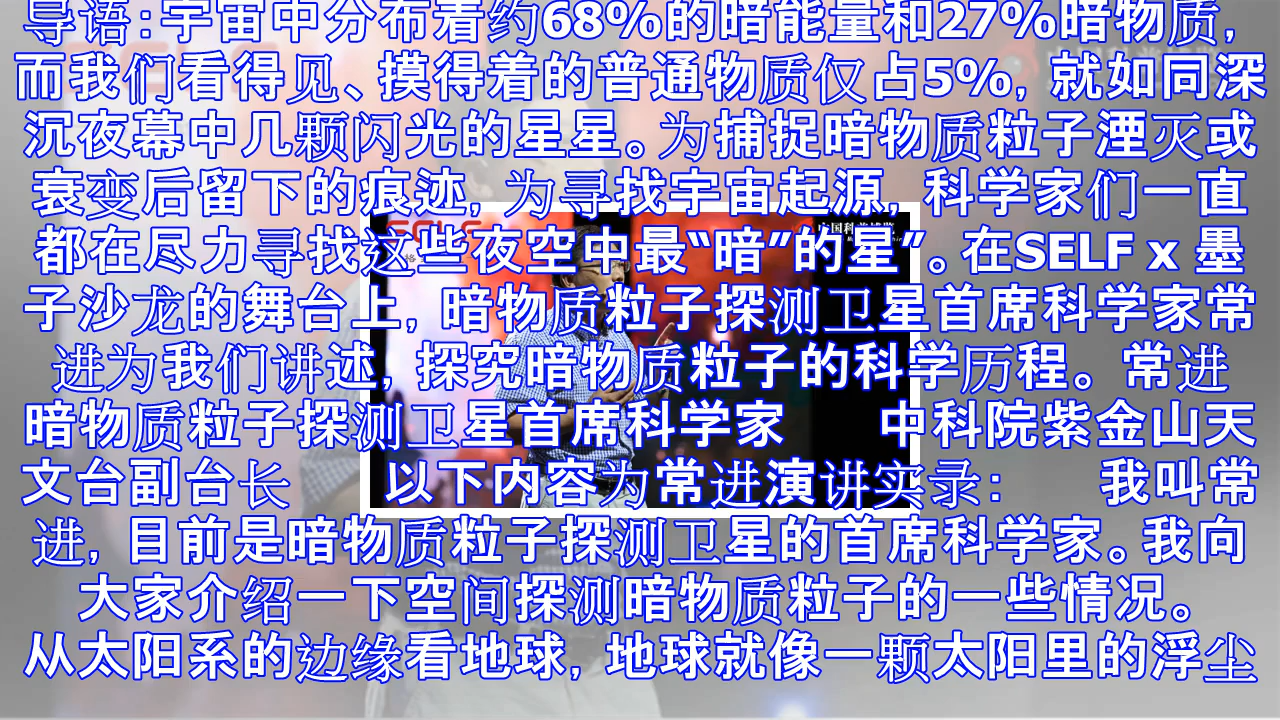 导语：宇宙中分布着约68%的暗能量和27%暗物质，
而我们看得见、摸得着的普通物质仅占5%，就如同深
沉夜幕中几颗闪光的星星。为捕捉暗物质粒子湮灭或
衰变后留下的痕迹，为寻找宇宙起源，科学家们一直
都在尽力寻找这些夜空中最“暗”的星”。在SELF x 墨
子沙龙的舞台上，暗物质粒子探测卫星首席科学家常
进为我们讲述，探究暗物质粒子的科学历程。常进
暗物质粒子探测卫星首席科学家　　中科院紫金山天
文台副台长　　以下内容为常进演讲实录：　　我叫常
进，目前是暗物质粒子探测卫星的首席科学家。我向
大家介绍一下空间探测暗物质粒子的一些情况。
从太阳系的边缘看地球，地球就像一颗太阳里的浮尘